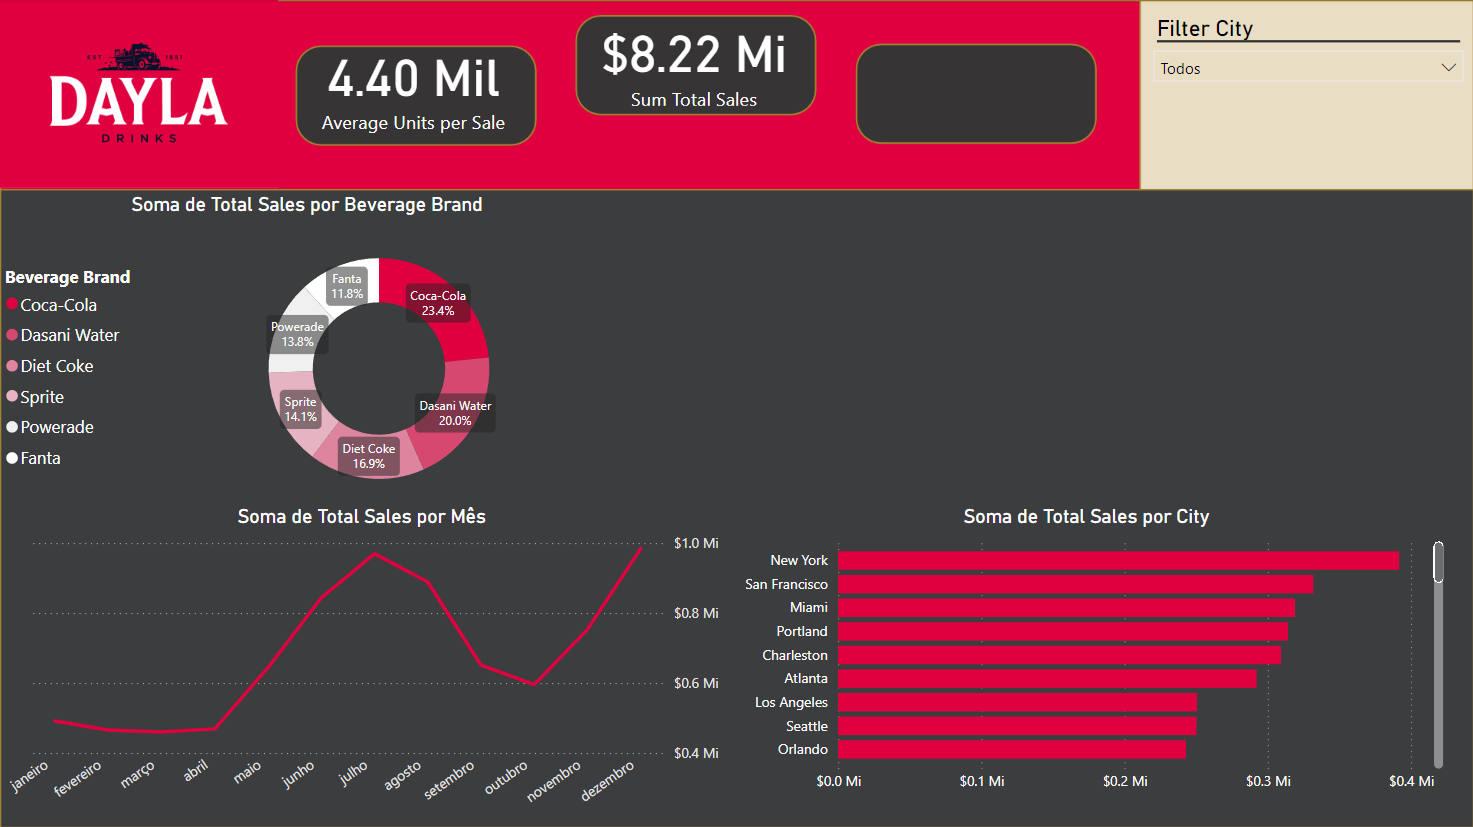 EST. 1851
DAYLA
DRINKS
4.40 Mil
Average Units per Sale
$8.22 Mi
Sum Total Sales
Filter City
Todos
Soma de Total Sales por Beverage Brand
Beverage Brand
Coca-Cola
Dasani Water
Diet Coke
Sprite
Powerade
Fanta
Fanta
11.8%
Coca-Cola
23.4%
Powerade
13.8%
Sprite
14.1%
Dasani Water
20.0%
Diet Coke
16.9%
Soma de Total Sales por Mês
$1.0 Mi
$0.8 Mi
$0.6 Mi
$0.4 Mi
janeiro
fevereiro
março
abril
maio
junho
julho
agosto
setembro
outubro
novembro
dezembro
Soma de Total Sales por City
New York
San Francisco
Miami
Portland
Charleston
Atlanta
Los Angeles
Seattle
Orlando
$0.0 Mi
$0.1 Mi
$0.2 Mi
$0.3 Mi
$0.4 Mi